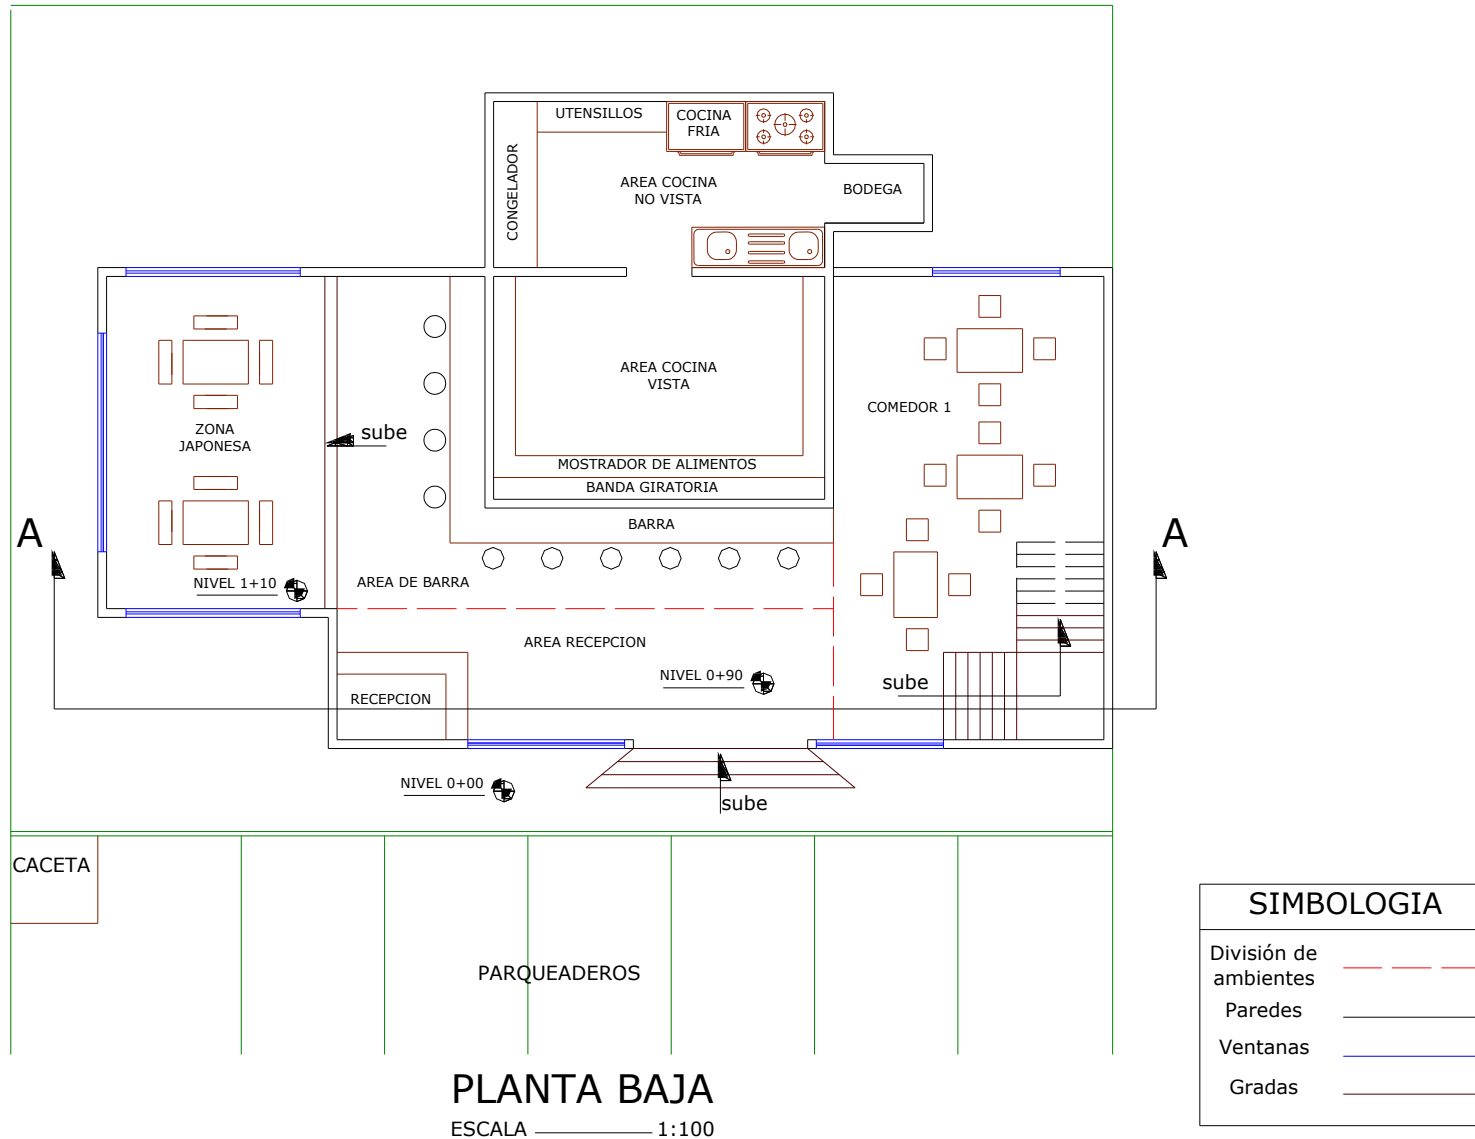 UTENSILLOS
COCINA
FRIA
CONGELADOR
AREA COCINA
NO VISTA
BODEGA
AREA COCINA
VISTA
COMEDOR 1
ZONA
JAPONESA
sube
MOSTRADOR DE ALIMENTOS
BANDA GIRATORIA
BARRA
A
A
NIVEL 1+10
AREA DE BARRA
AREA RECEPCION
NIVEL 0+90
sube
RECEPCION
NIVEL 0+00
sube
CACETA
PARQUEADEROS
SIMBOLOGIA
División de
ambientes
Paredes
Ventanas
Gradas
PLANTA BAJA
ESCALA 1:100